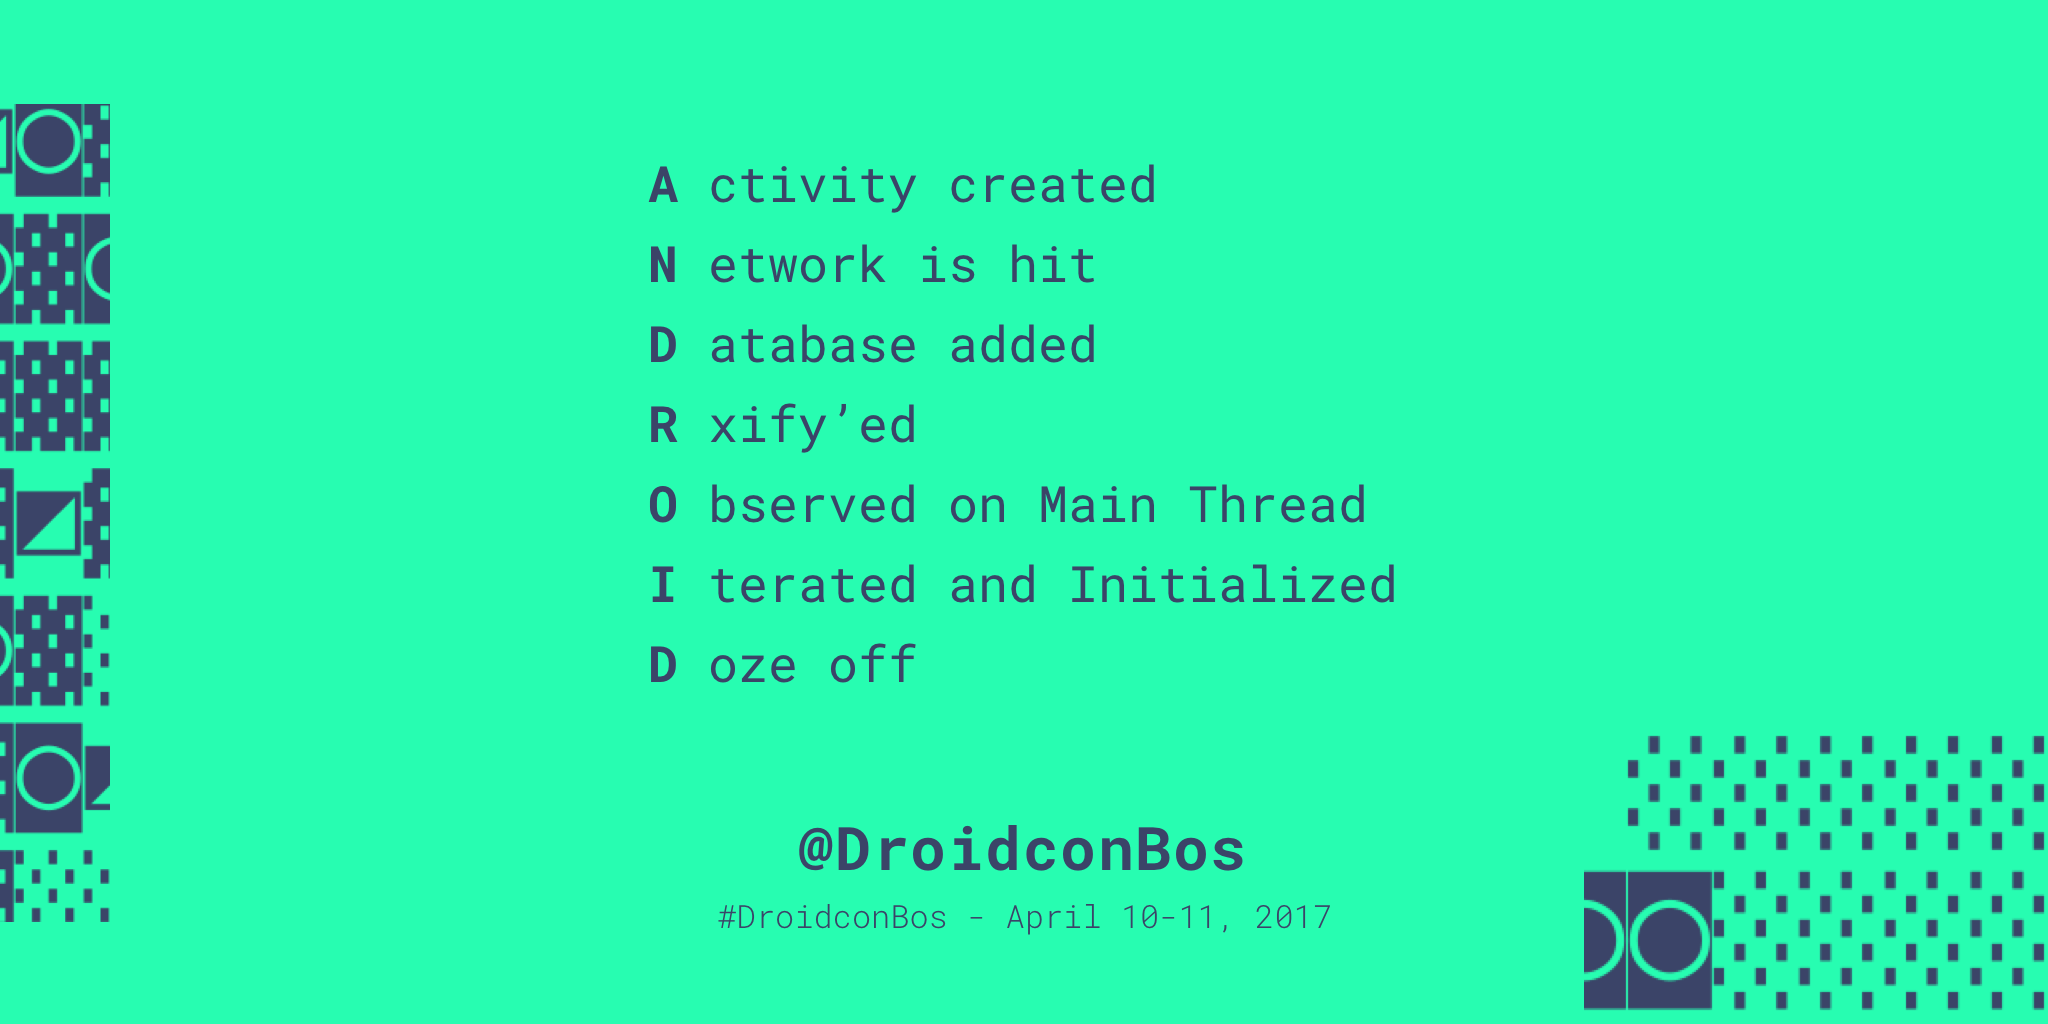 A ctivity created
N etwork is hit
D atabase added
R xify’ed
O bserved on Main Thread
I terated and Initialized
D oze off
@DroidconBos
#DroidconBos - April 10-11, 2017